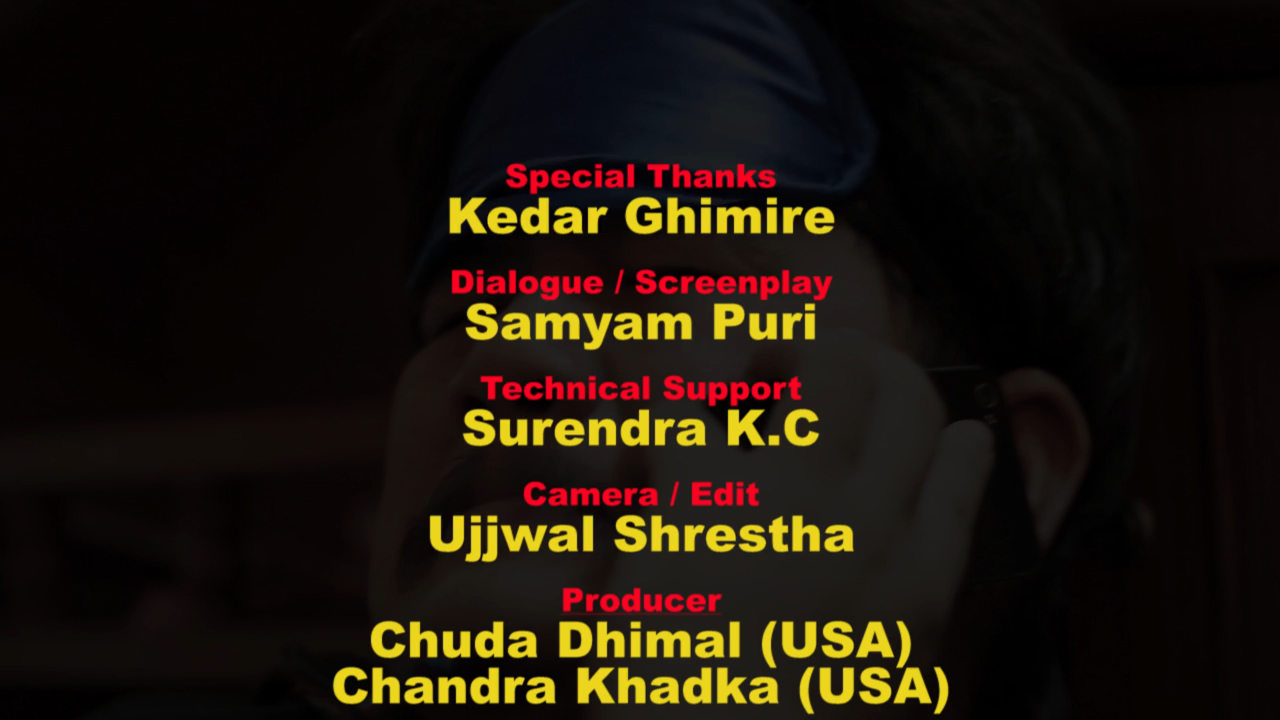 Special Thanks
Kedar Ghimire
Dialogue / Screenplay
Samyam Puri
Technical Support
Surendra K.C
Camera / Edit
Ujjwal Shrestha
Producer
Chuda Dhimal (USA)
Chandra Khadka (USA)